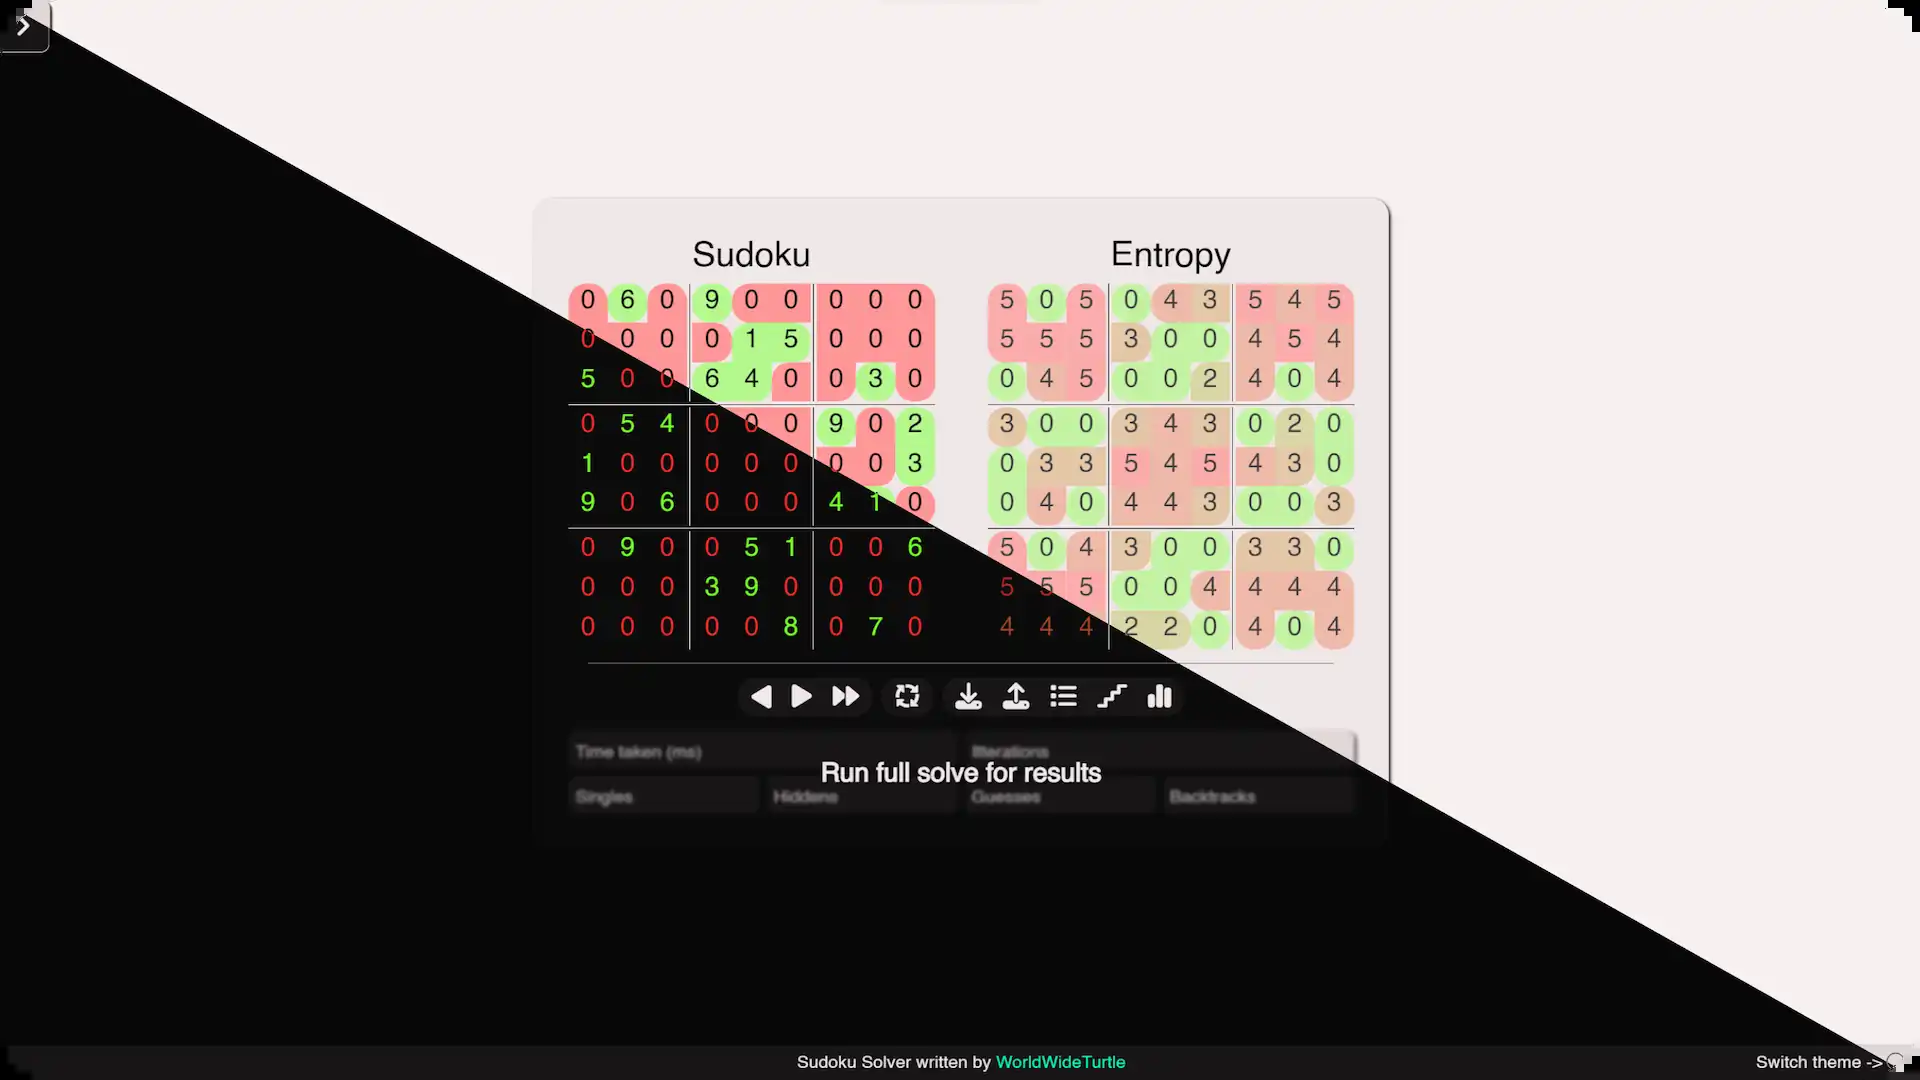 Sudoku Entropy
0 6 0 9 0 0 0 0 0 5 0 5 0 4 3 5 4 5
0 0 0 0 1 5 0 0 0 5 5 5 3 0 0 4 5 4
5 0 0 6 4 0 0 3 0 0 4 5 0 0 2 4 0 4
0 5 4 0 0 0 9 0 2 3 0 0 3 4 3 0 2 0
1 0 0 0 0 0 0 0 3 0 3 3 5 4 5 4 3 0
9 0 6 0 0 0 4 1 0 0 4 0 4 4 3 0 0 3
0 9 0 0 5 1 0 0 6 5 0 4 3 0 0 3 3 0
0 0 0 3 9 0 0 0 0 5 5 5 0 0 4 4 4 4
0 0 0 0 0 8 0 7 0 4 4 4 2 2 0 4 0 4
Time taken (ms) Itterations
Run full solve for results
Singles Hiddens Guesses Backtracks
Sudoku Solver written by WorldWideTurtle
Switch theme ->